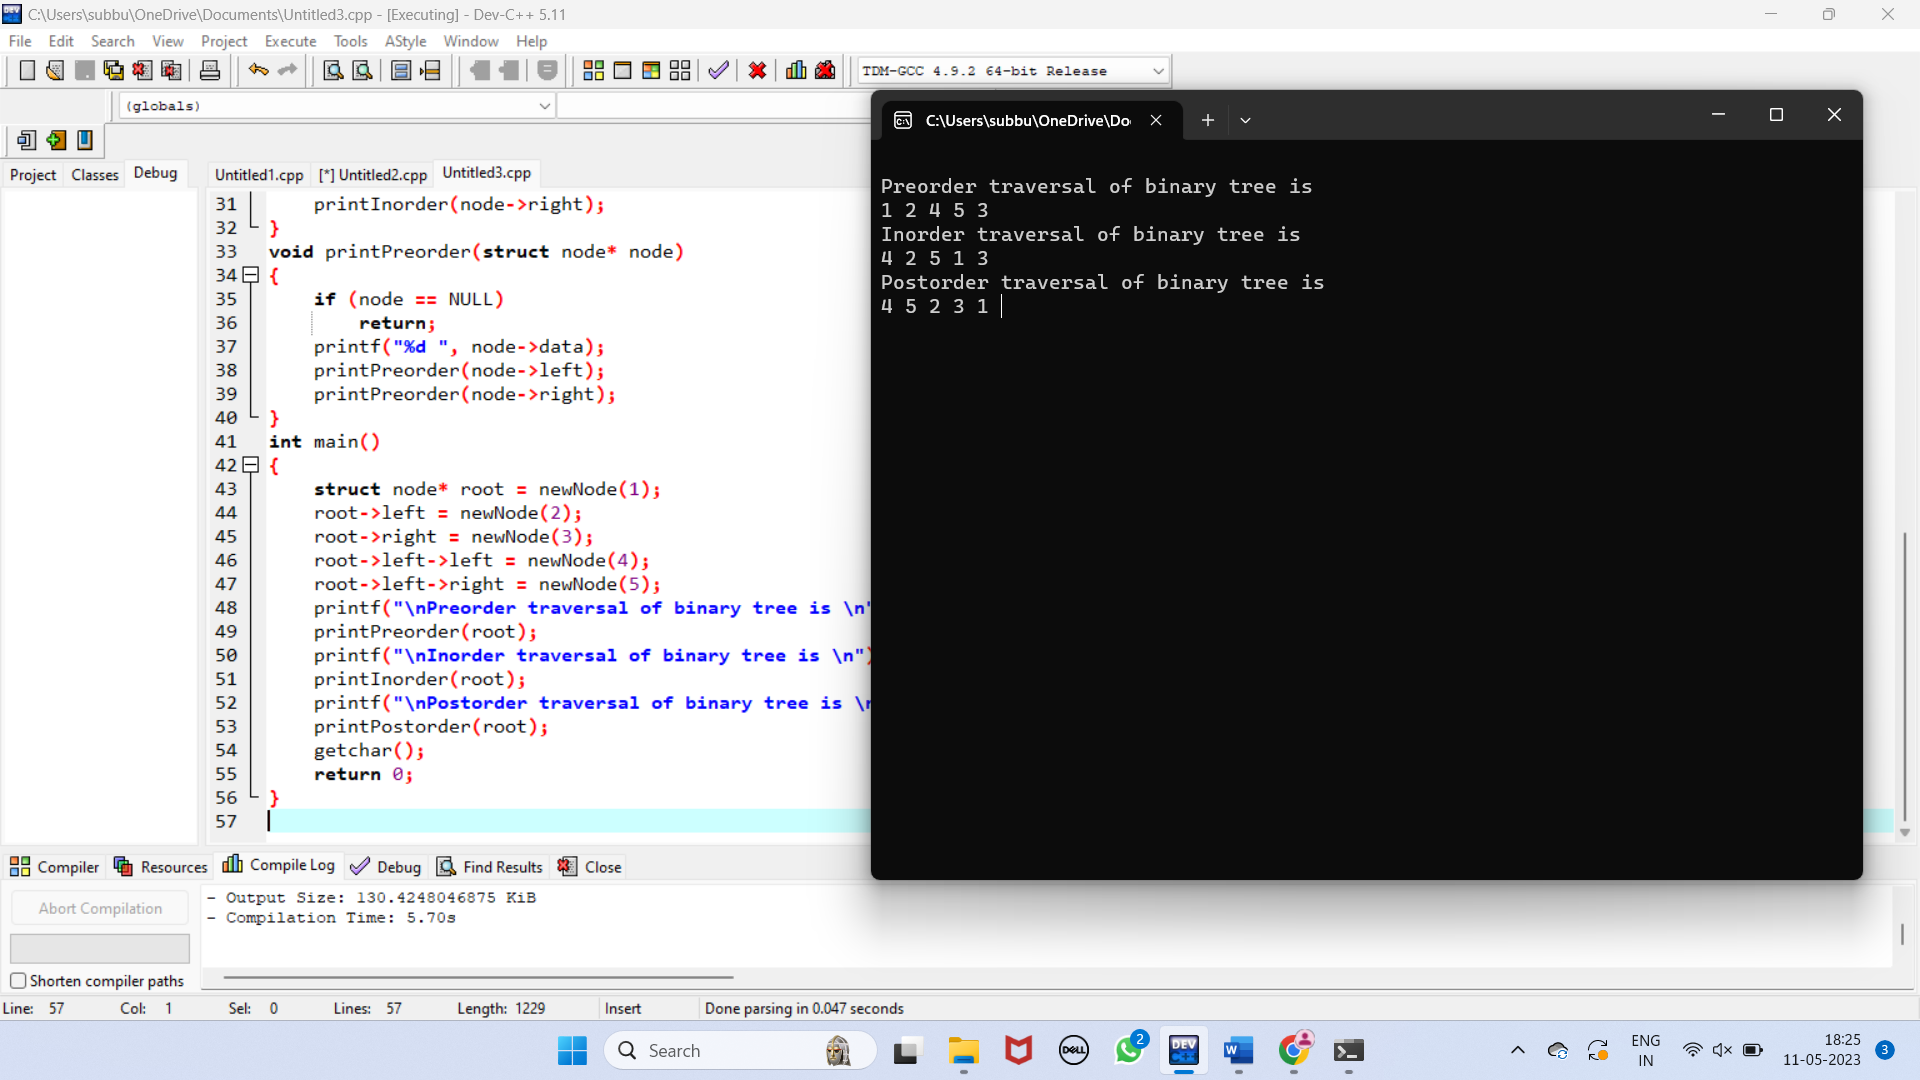 C:\Users\subbu\OneDrive\Documents\Untitled3.cpp - [Executing] - Dev-C++ 5.11
File Edit Search View Project Execute Tools AStyle Window Help
TDM-GCC 4.9.2 64-bit Release
(globals)
Project Classes Debug
Untitled1.cpp [*] Untitled2.cpp Untitled3.cpp
31 printInorder(node->right);
32 }
33 void printPreorder(struct node* node)
34 {
35 if (node == NULL)
36 return;
37 printf("%d ", node->data);
38 printPreorder(node->left);
39 printPreorder(node->right);
40 }
41 int main()
42 {
43 struct node* root = newNode(1);
44 root->left = newNode(2);
45 root->right = newNode(3);
46 root->left->left = newNode(4);
47 root->left->right = newNode(5);
48 printf("\nPreorder traversal of binary tree is \n"
49 printPreorder(root);
50 printf("\nInorder traversal of binary tree is \n")
51 printInorder(root);
52 printf("\nPostorder traversal of binary tree is \n
53 printPostorder(root);
54 getchar();
55 return 0;
56 }
57
C:\Users\subbu\OneDrive\Do
Preorder traversal of binary tree is
1 2 4 5 3
Inorder traversal of binary tree is
4 2 5 1 3
Postorder traversal of binary tree is
4 5 2 3 1
Compiler Resources Compile Log Debug Find Results Close
Abort Compilation
Shorten compiler paths
- Output Size: 130.4248046875 KiB
- Compilation Time: 5.70s
Line: 57 Col: 1 Sel: 0 Lines: 57 Length: 1229 Insert Done parsing in 0.047 seconds
Search
DELL
2
DEV C++
W
ENG
IN
18:25
11-05-2023
3